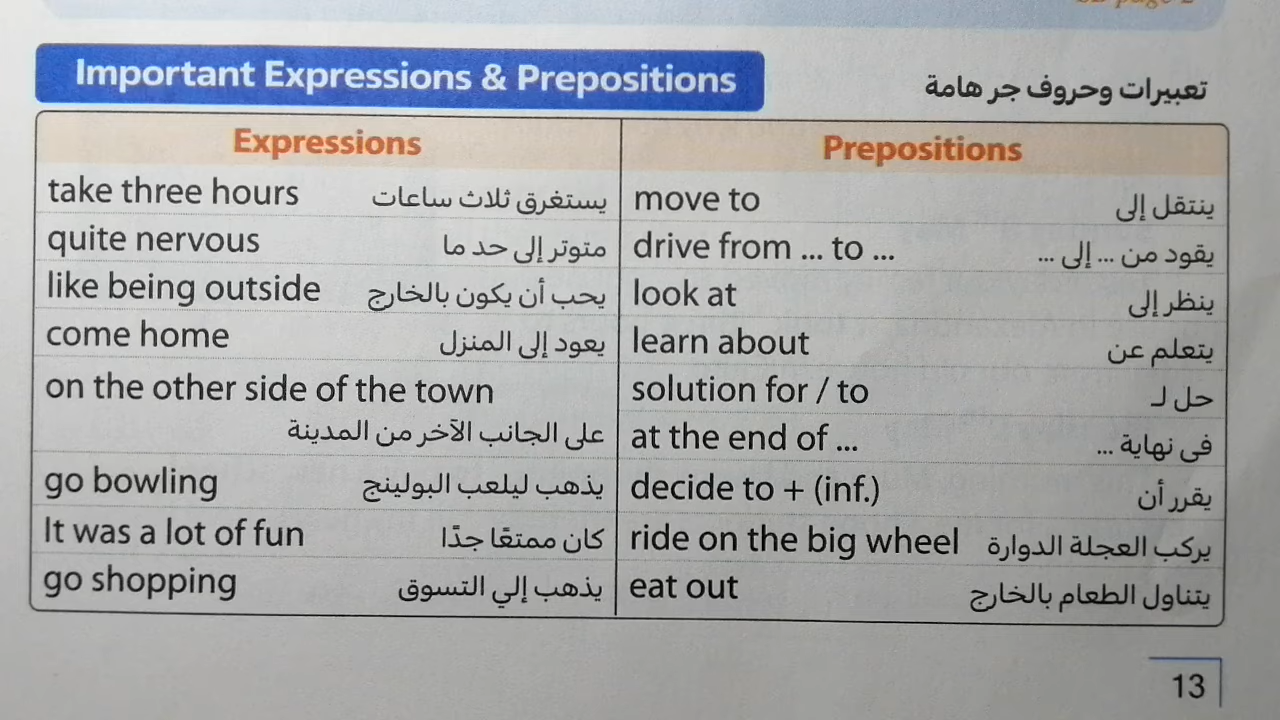 Important Expressions & Prepositions تعبيرات وحروف جر هامة
Expressions Prepositions
take three hours يستغرق ثلاث ساعات move to ينتقل إلى
quite nervous متوتر إلى حد ما drive from ... to ... يقود من ... إلى ...
like being outside يحب أن يكون بالخارج look at ينظر إلى
come home يعود إلى المنزل learn about يتعلم عن
on the other side of the town solution for / to حل لـ
على الجانب الآخر من المدينة at the end of ... فى نهاية ...
go bowling يذهب ليلعب البولينج decide to + (inf.) يقرر أن
It was a lot of fun كان ممتعًا جدًا ride on the big wheel يركب العجلة الدوارة
go shopping يذهب إلي التسوق eat out يتناول الطعام بالخارج
13